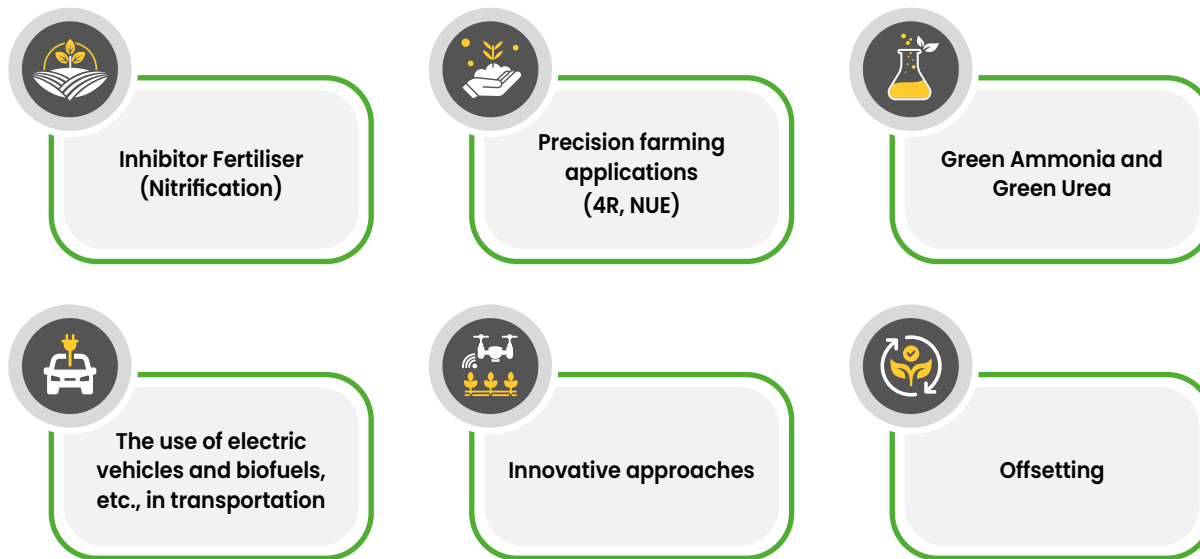 Inhibitor Fertiliser
(Nitrification)
Precision farming
applications
(4R, NUE)
Green Ammonia and
Green Urea
The use of electric
vehicles and biofuels,
etc., in transportation
Innovative approaches
Offsetting